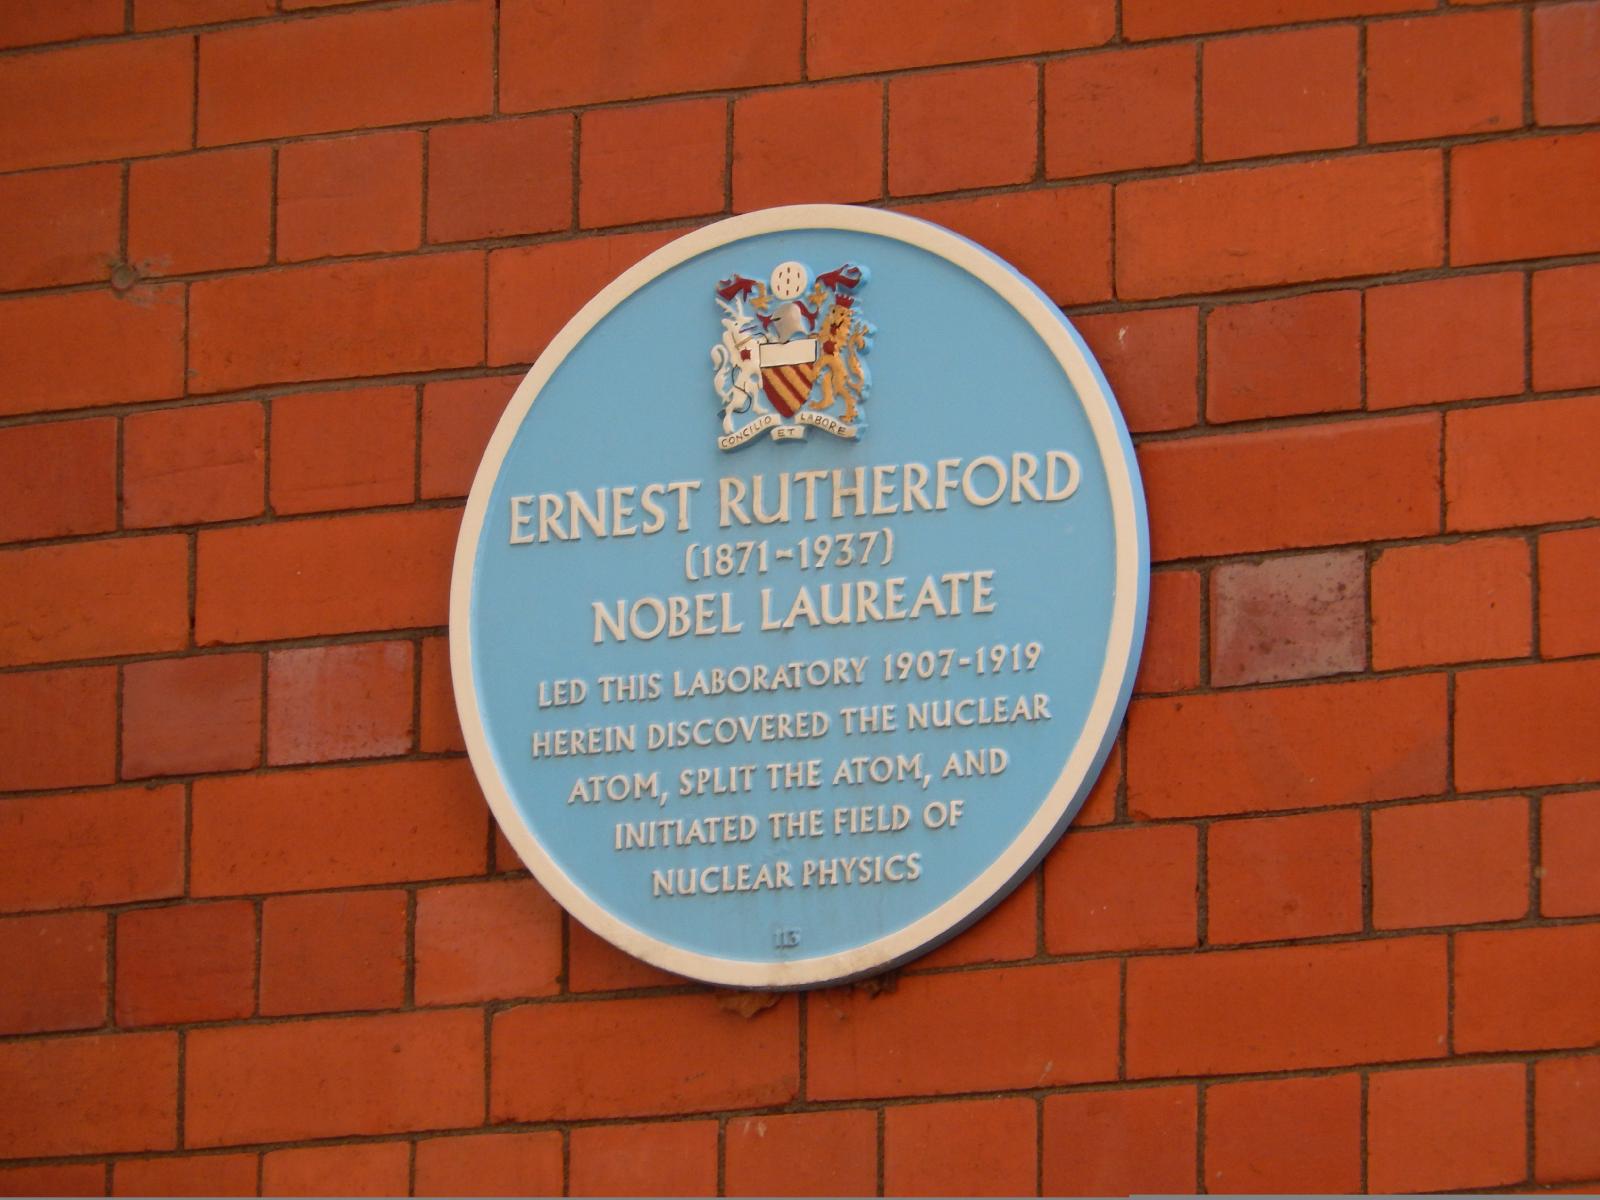 CONCILIO ET LABORE
ERNEST RUTHERFORD
(1871-1937)
NOBEL LAUREATE
LED THIS LABORATORY 1907-1919
HEREIN DISCOVERED THE NUCLEAR
ATOM, SPLIT THE ATOM, AND
INITIATED THE FIELD OF
NUCLEAR PHYSICS
113